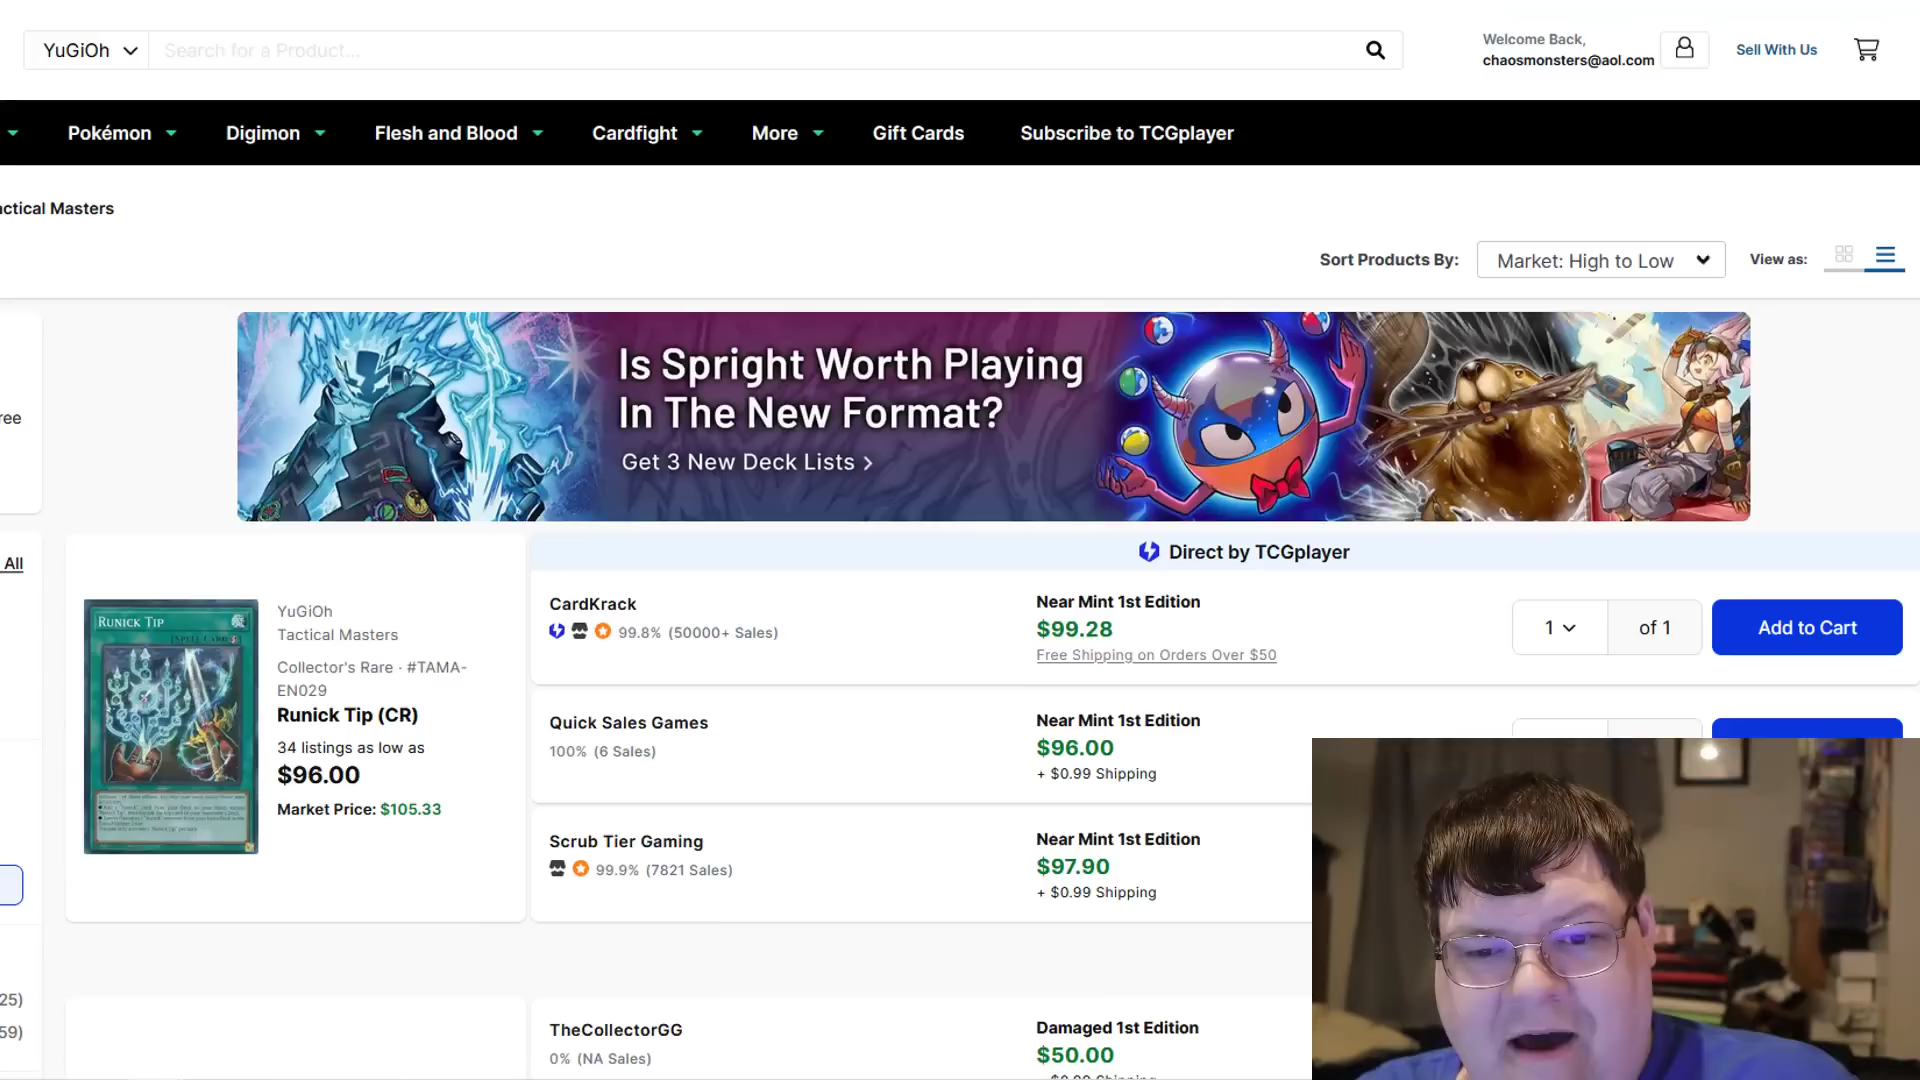 YuGiOh
Search for a Product...
Welcome Back,
chaosmonsters@aol.com
Sell With Us
Pokémon
Digimon
Flesh and Blood
Cardfight
More
Gift Cards
Subscribe to TCGplayer
actical Masters
Sort Products By:
Market: High to Low
View as:
ree
Is Spright Worth Playing
In The New Format?
Get 3 New Deck Lists >
All
25)
59)
RUNICK TIP
[SPELL CARD]
YuGiOh
Tactical Masters
Collector's Rare · #TAMA-
EN029
Runick Tip (CR)
34 listings as low as
$96.00
Market Price: $105.33
Direct by TCGplayer
CardKrack
99.8% (50000+ Sales)
Near Mint 1st Edition
$99.28
Free Shipping on Orders Over $50
1
of 1
Add to Cart
Quick Sales Games
100% (6 Sales)
Near Mint 1st Edition
$96.00
+ $0.99 Shipping
Scrub Tier Gaming
99.9% (7821 Sales)
Near Mint 1st Edition
$97.90
+ $0.99 Shipping
TheCollectorGG
0% (NA Sales)
Damaged 1st Edition
$50.00